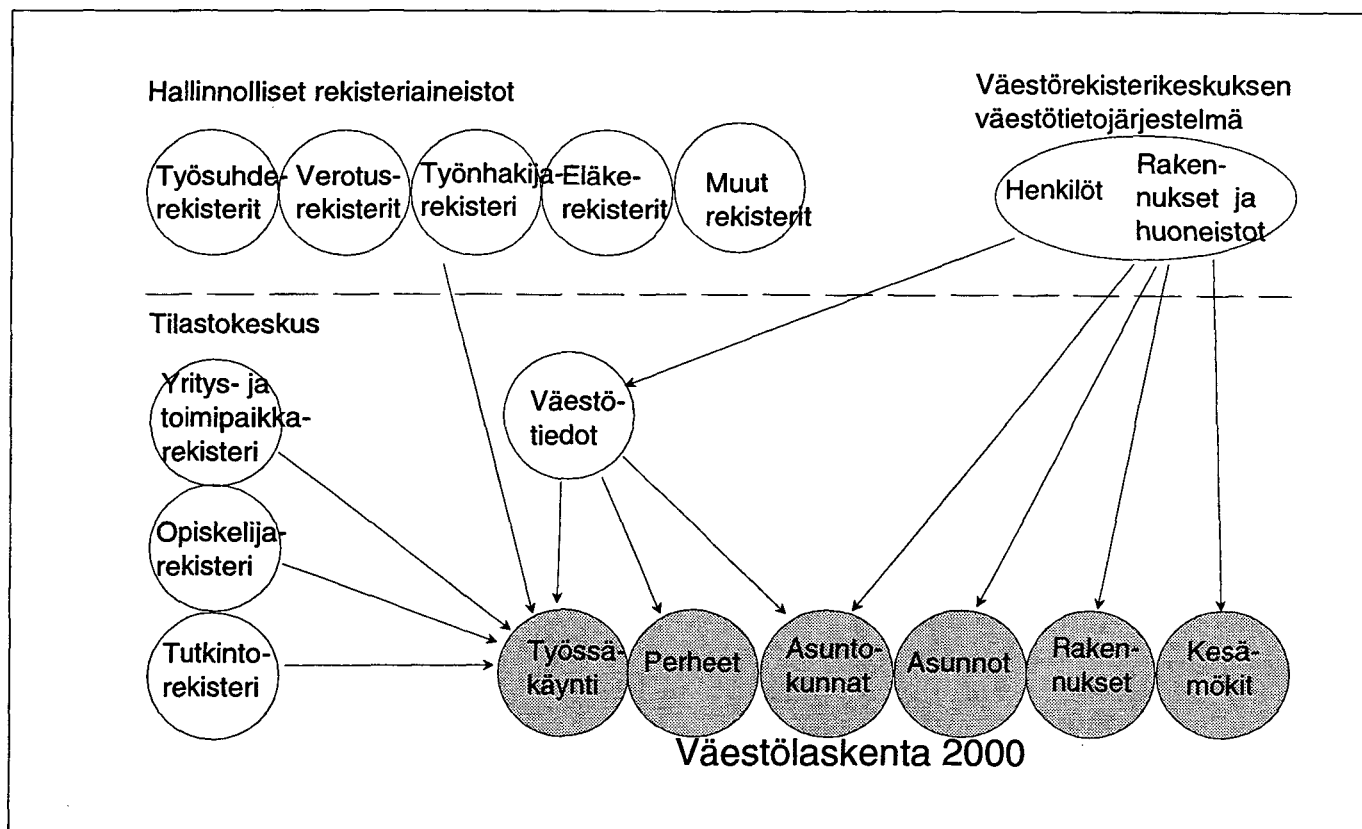 Hallinnolliset rekisteriaineistot
Väestörekisterikeskuksen
väestötietojärjestelmä
Työsuhde-
rekisterit
Verotus-
rekisterit
Työnhakija-
rekisteri
Eläke-
rekisterit
Muut
rekisterit
Henkilöt
Raken-
nukset ja
huoneistot
Tilastokeskus
Yritys- ja
toimipaikka-
rekisteri
Väestö-
tiedot
Opiskelija-
rekisteri
Tutkinto-
rekisteri
Työssä-
käynti
Perheet
Asunto-
kunnat
Asunnot
Raken-
nukset
Kesä-
mökit
Väestölaskenta 2000